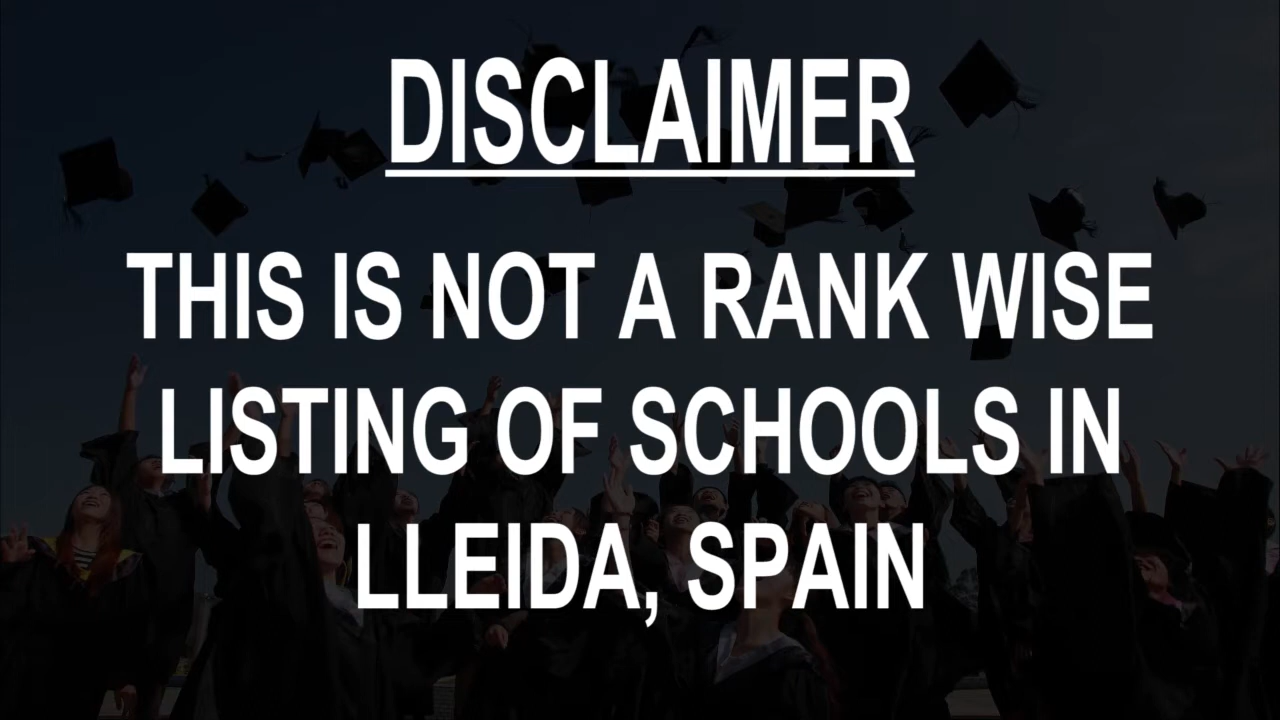 DISCLAIMER
THIS IS NOT A RANK WISE
LISTING OF SCHOOLS IN
LLEIDA, SPAIN